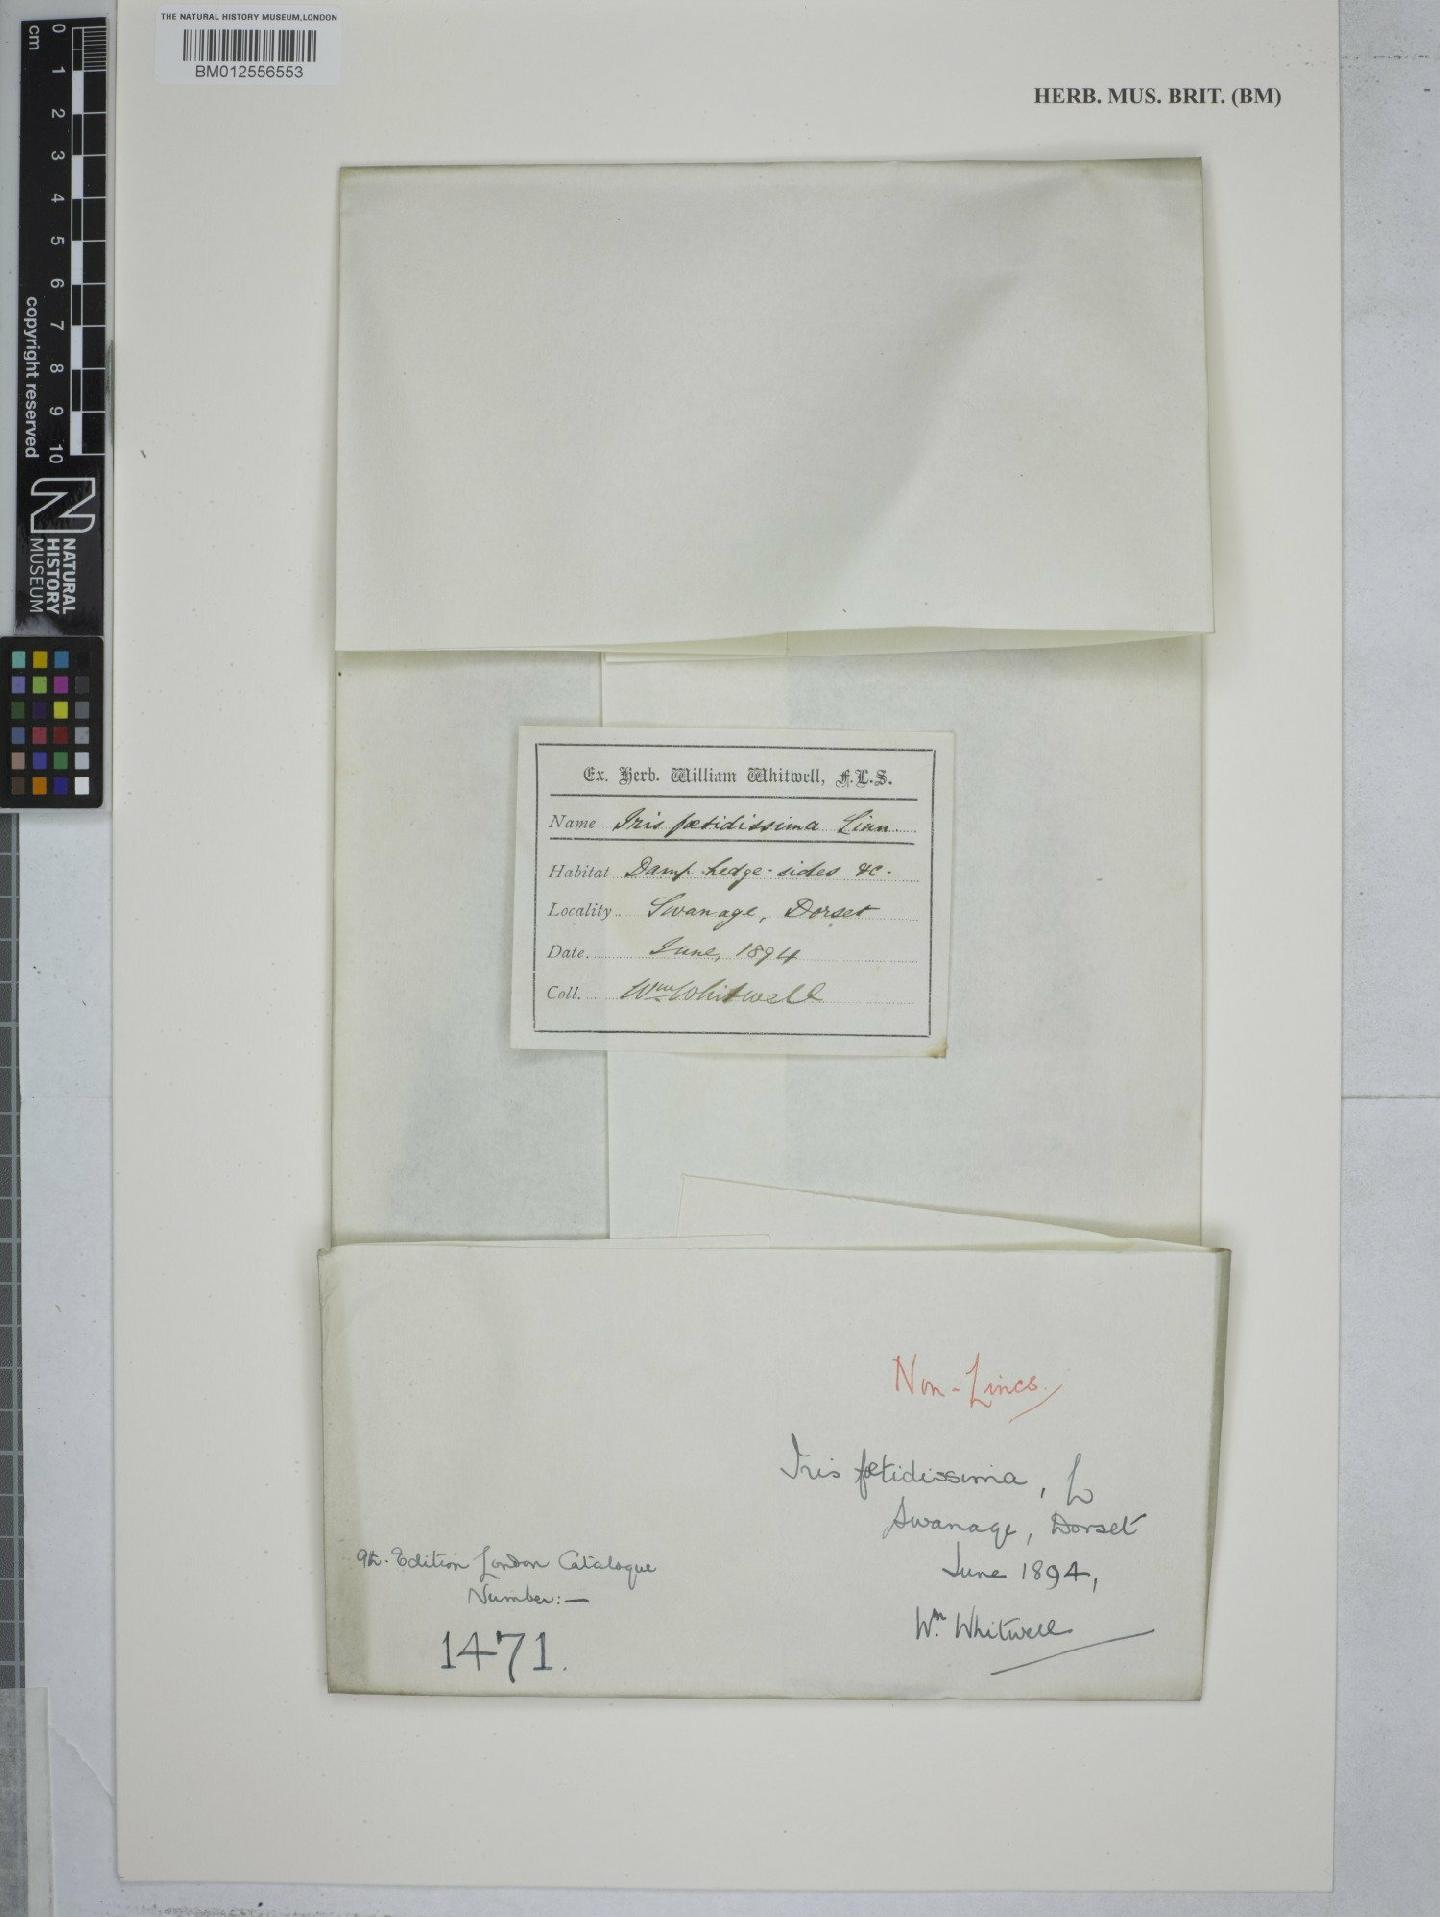 THE NATURAL HISTORY MUSEUM, LONDON
BM012556553
HERB. MUS. BRIT. (BM)
cm 0 1 2 3 4 5 6 7 8 9 10
copyright reserved
N
NATURAL
HISTORY
MUSEUM
Ex. Herb. William Whitwell, F.L.S.
Name Iris fœtidissima Linn.
Habitat Damp hedge-sides &c.
Locality Swanage, Dorset
Date. June, 1894
Coll. Wm Whitwell
Non-Lincs.
Iris fœtidissima, L
Swanage, Dorset
June 1894,
Wm. Whitwell
9th. Edition London Catalogue
Number:—
1471.